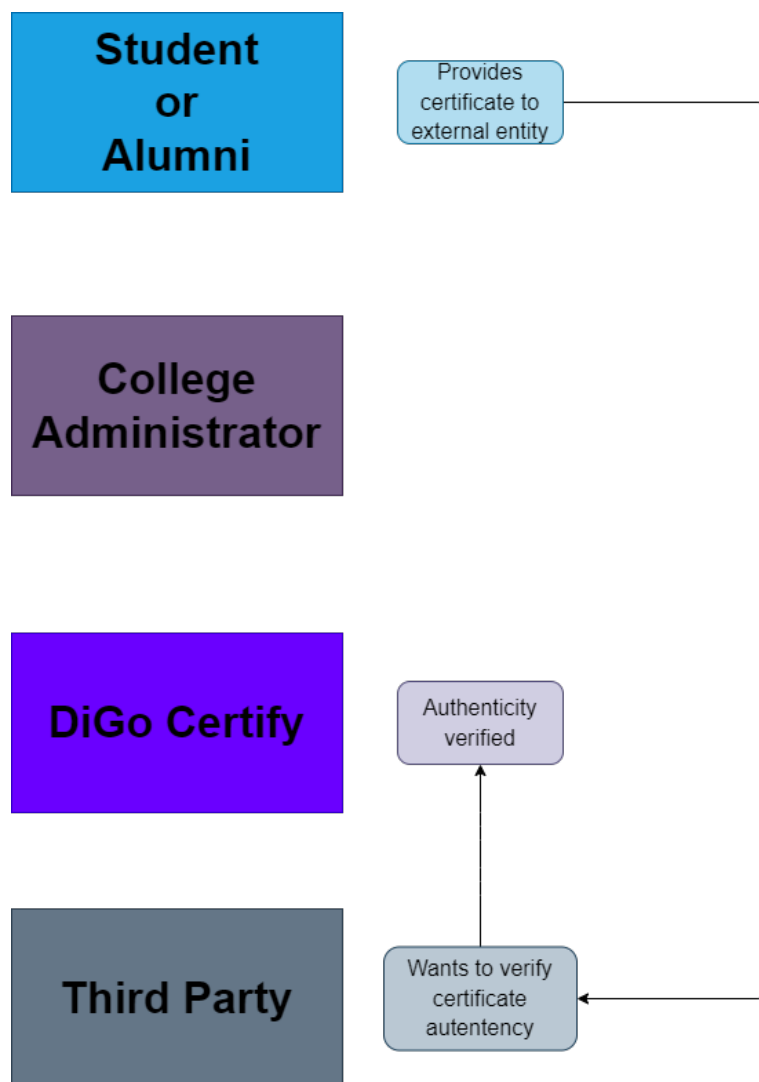 Student
or
Alumni
Provides
certificate to
external entity
College
Administrator
DiGo Certify
Authenticity
verified
Third Party
Wants to verify
certificate
autentency